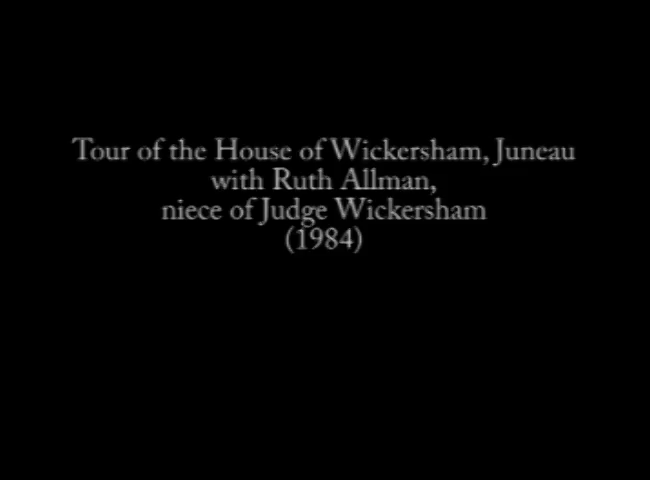 Tour of the House of Wickersham, Juneau
with Ruth Allman,
niece of Judge Wickersham
(1984)